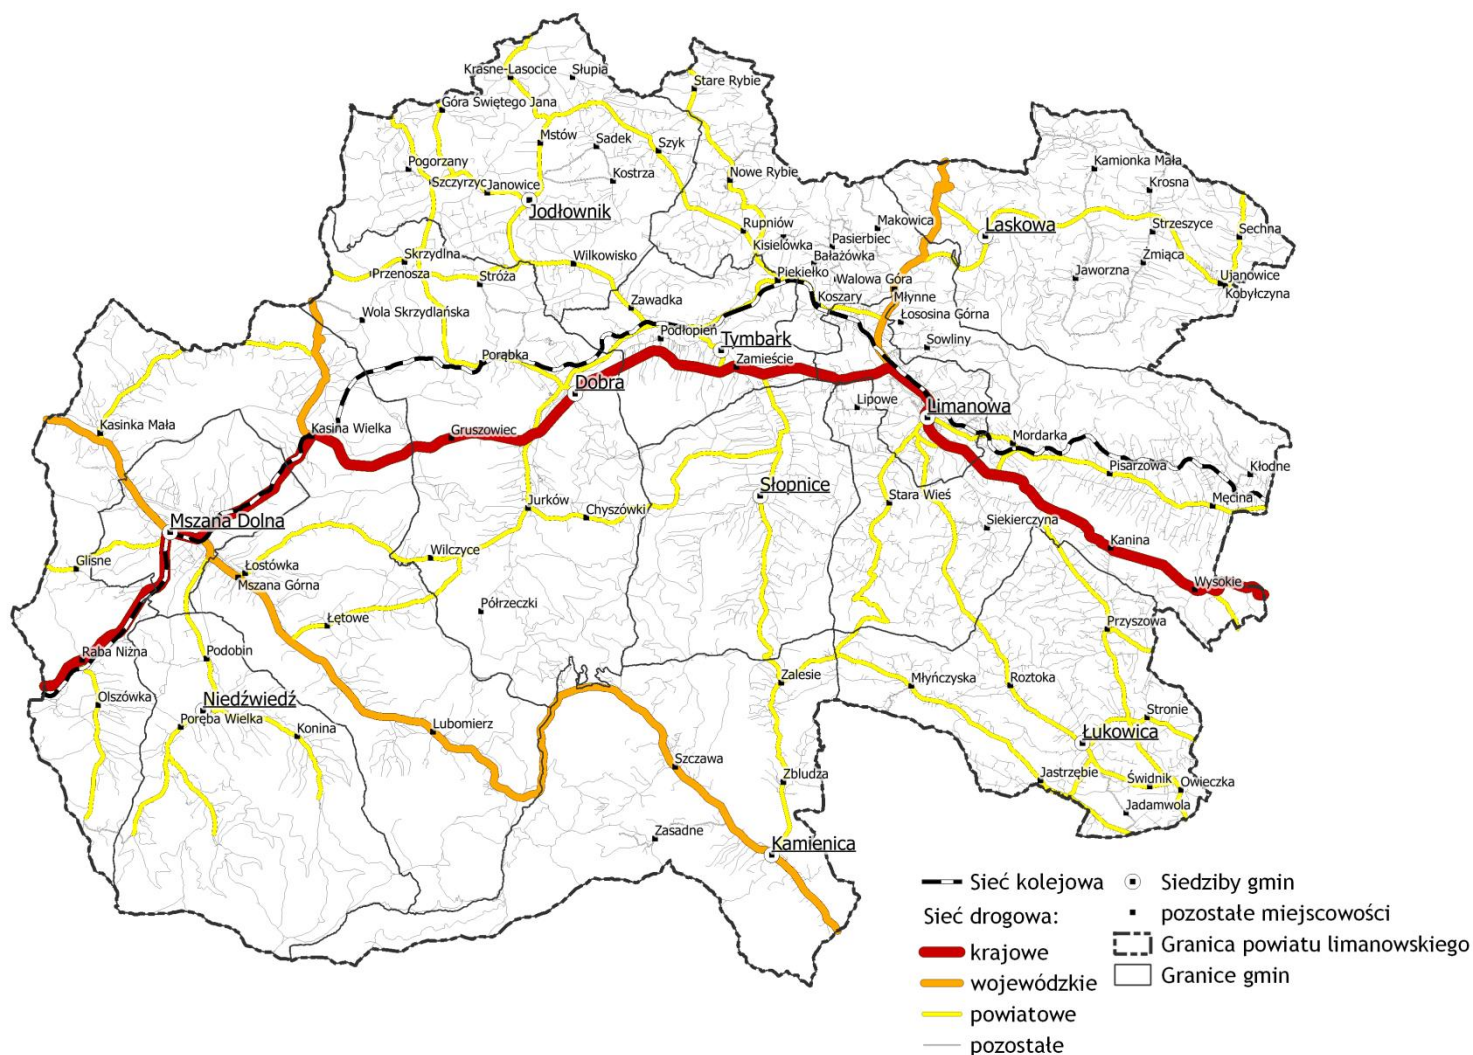 Krasne-Lasocice
Słupia
Stare Rybie
Góra Świętego Jana
Mstów
Sadek
Szyk
Kamionka Mała
Pogorzany
Szczyrzyc
Janowice
Kostrza
Nowe Rybie
Krosna
Jodłownik
Rupniów
Makowica
Laskowa
Strzeszyce
Sechna
Kisielówka
Pasierbiec
Bałażówka
Skrzydlna
Wilkowisko
Żmiąca
Przenosza
Stróża
Piekiełko
Walowa Góra
Jaworzna
Ujanowice
Kobyłczyna
Wola Skrzydlańska
Zawadka
Koszary
Młynne
Łososina Górna
Podłopień
Tymbark
Sowliny
Porąbka
Zamieście
Dobra
Lipowe
Limanowa
Kasinka Mała
Kasina Wielka
Gruszowiec
Mordarka
Pisarzowa
Kłodne
Słopnice
Stara Wieś
Męcina
Mszana Dolna
Jurków
Chyszówki
Siekierczyna
Kanina
Glisne
Łostówka
Mszana Górna
Wilczyce
Wysokie
Półrzeczki
Łętowe
Przyszowa
Raba Niżna
Podobin
Zalesie
Młyńczyska
Roztoka
Olszówka
Niedźwiedź
Poręba Wielka
Konina
Lubomierz
Stronie
Łukowica
Szczawa
Zbludza
Jastrzębie
Świdnik
Owieczka
Jadamwola
Zasadne
Kamienica
Sieć kolejowa
Siedziby gmin
Sieć drogowa:
pozostałe miejscowości
krajowe
Granica powiatu limanowskiego
wojewódzkie
Granice gmin
powiatowe
pozostałe